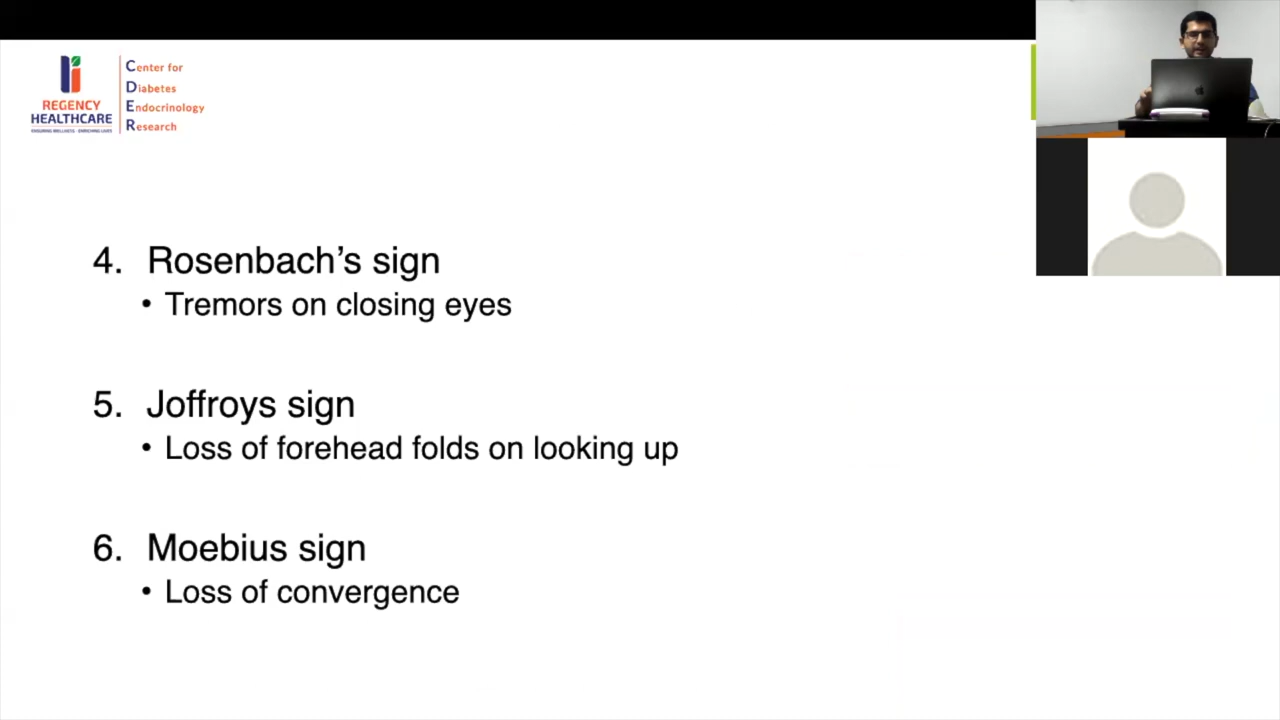 REGENCY
HEALTHCARE
Center for
Diabetes
Endocrinology
Research
4. Rosenbach’s sign
• Tremors on closing eyes
5. Joffroys sign
• Loss of forehead folds on looking up
6. Moebius sign
• Loss of convergence